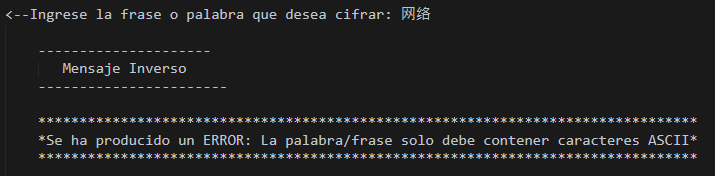 <--Ingrese la frase o palabra que desea cifrar: 网络
---------------------
Mensaje Inverso
-----------------------
********************************************************************************
*Se ha producido un ERROR: La palabra/frase solo debe contener caracteres ASCII*
********************************************************************************